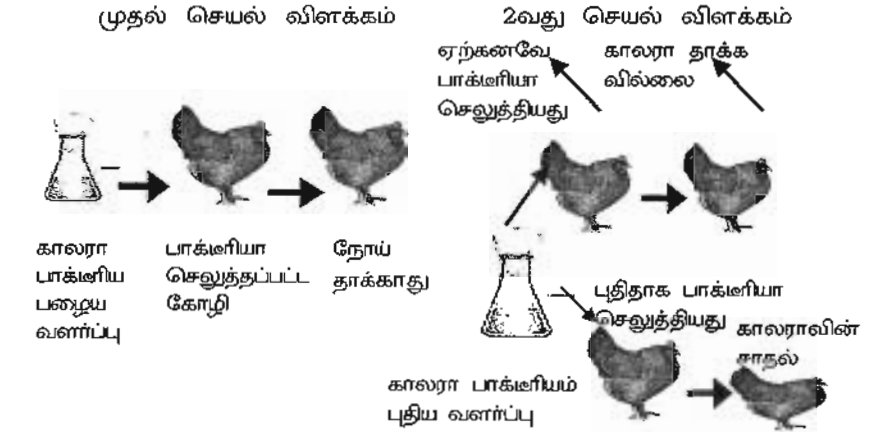 முதல் செயல் விளக்கம்
2வது செயல் விளக்கம்
ஏற்கனவே
பாக்டீரியா
செலுத்தியது
காலரா தாக்க
வில்லை
காலரா
பாக்டீரிய
பழைய
வளர்ப்பு
பாக்டீரியா
செலுத்தப்பட்ட
கோழி
நோய்
தாக்காது
புதிதாக பாக்டீரியா
செலுத்தியது
காலராவின்
சாதல்
காலரா பாக்டீரியம்
புதிய வளர்ப்பு